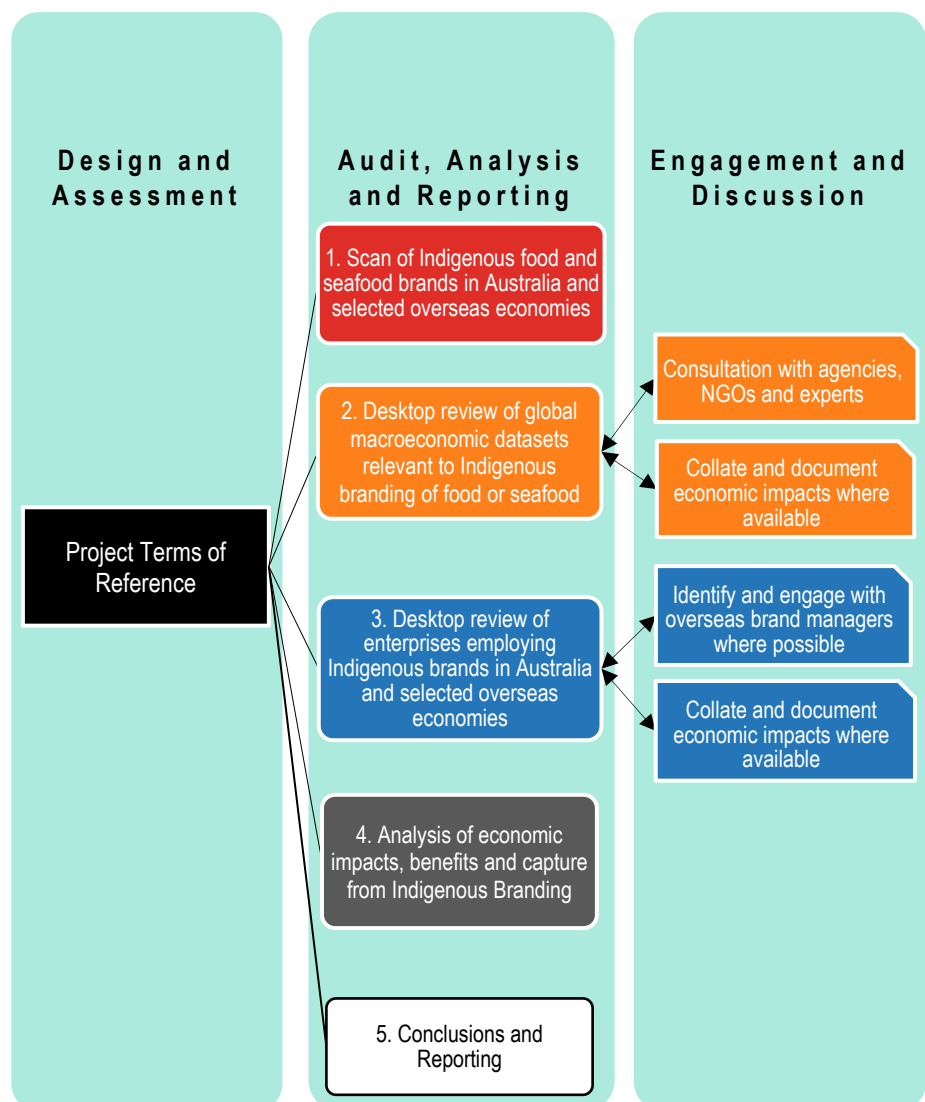 Design and
Assessment
Audit, Analysis
and Reporting
Engagement and
Discussion
Project Terms of
Reference
1. Scan of Indigenous food and
seafood brands in Australia and
selected overseas economies
2. Desktop review of global
macroeconomic datasets
relevant to Indigenous
branding of food or seafood
3. Desktop review of
enterprises employing
Indigenous brands in Australia
and selected overseas
economies
4. Analysis of economic
impacts, benefits and capture
from Indigenous Branding
5. Conclusions and
Reporting
Consultation with agencies,
NGOs and experts
Collate and document
economic impacts where
available
Identify and engage with
overseas brand managers
where possible
Collate and document
economic impacts where
available